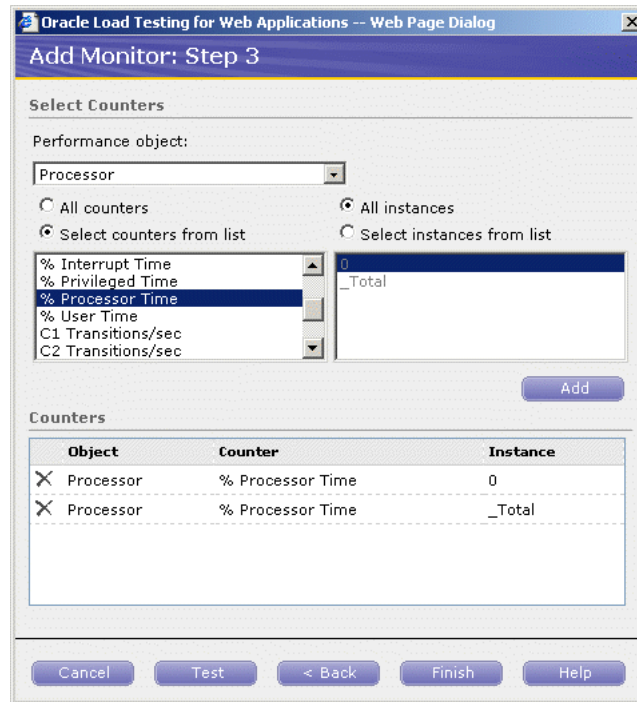 Oracle Load Testing for Web Applications -- Web Page Dialog
Add Monitor: Step 3
Select Counters
Performance object:
Processor
All counters
All instances
Select counters from list
Select instances from list
% Interrupt Time
% Privileged Time
% Processor Time
% User Time
C1 Transitions/sec
C2 Transitions/sec
0
_Total
Add
Counters
Object Counter Instance
Processor % Processor Time 0
Processor % Processor Time _Total
Cancel Test < Back Finish Help